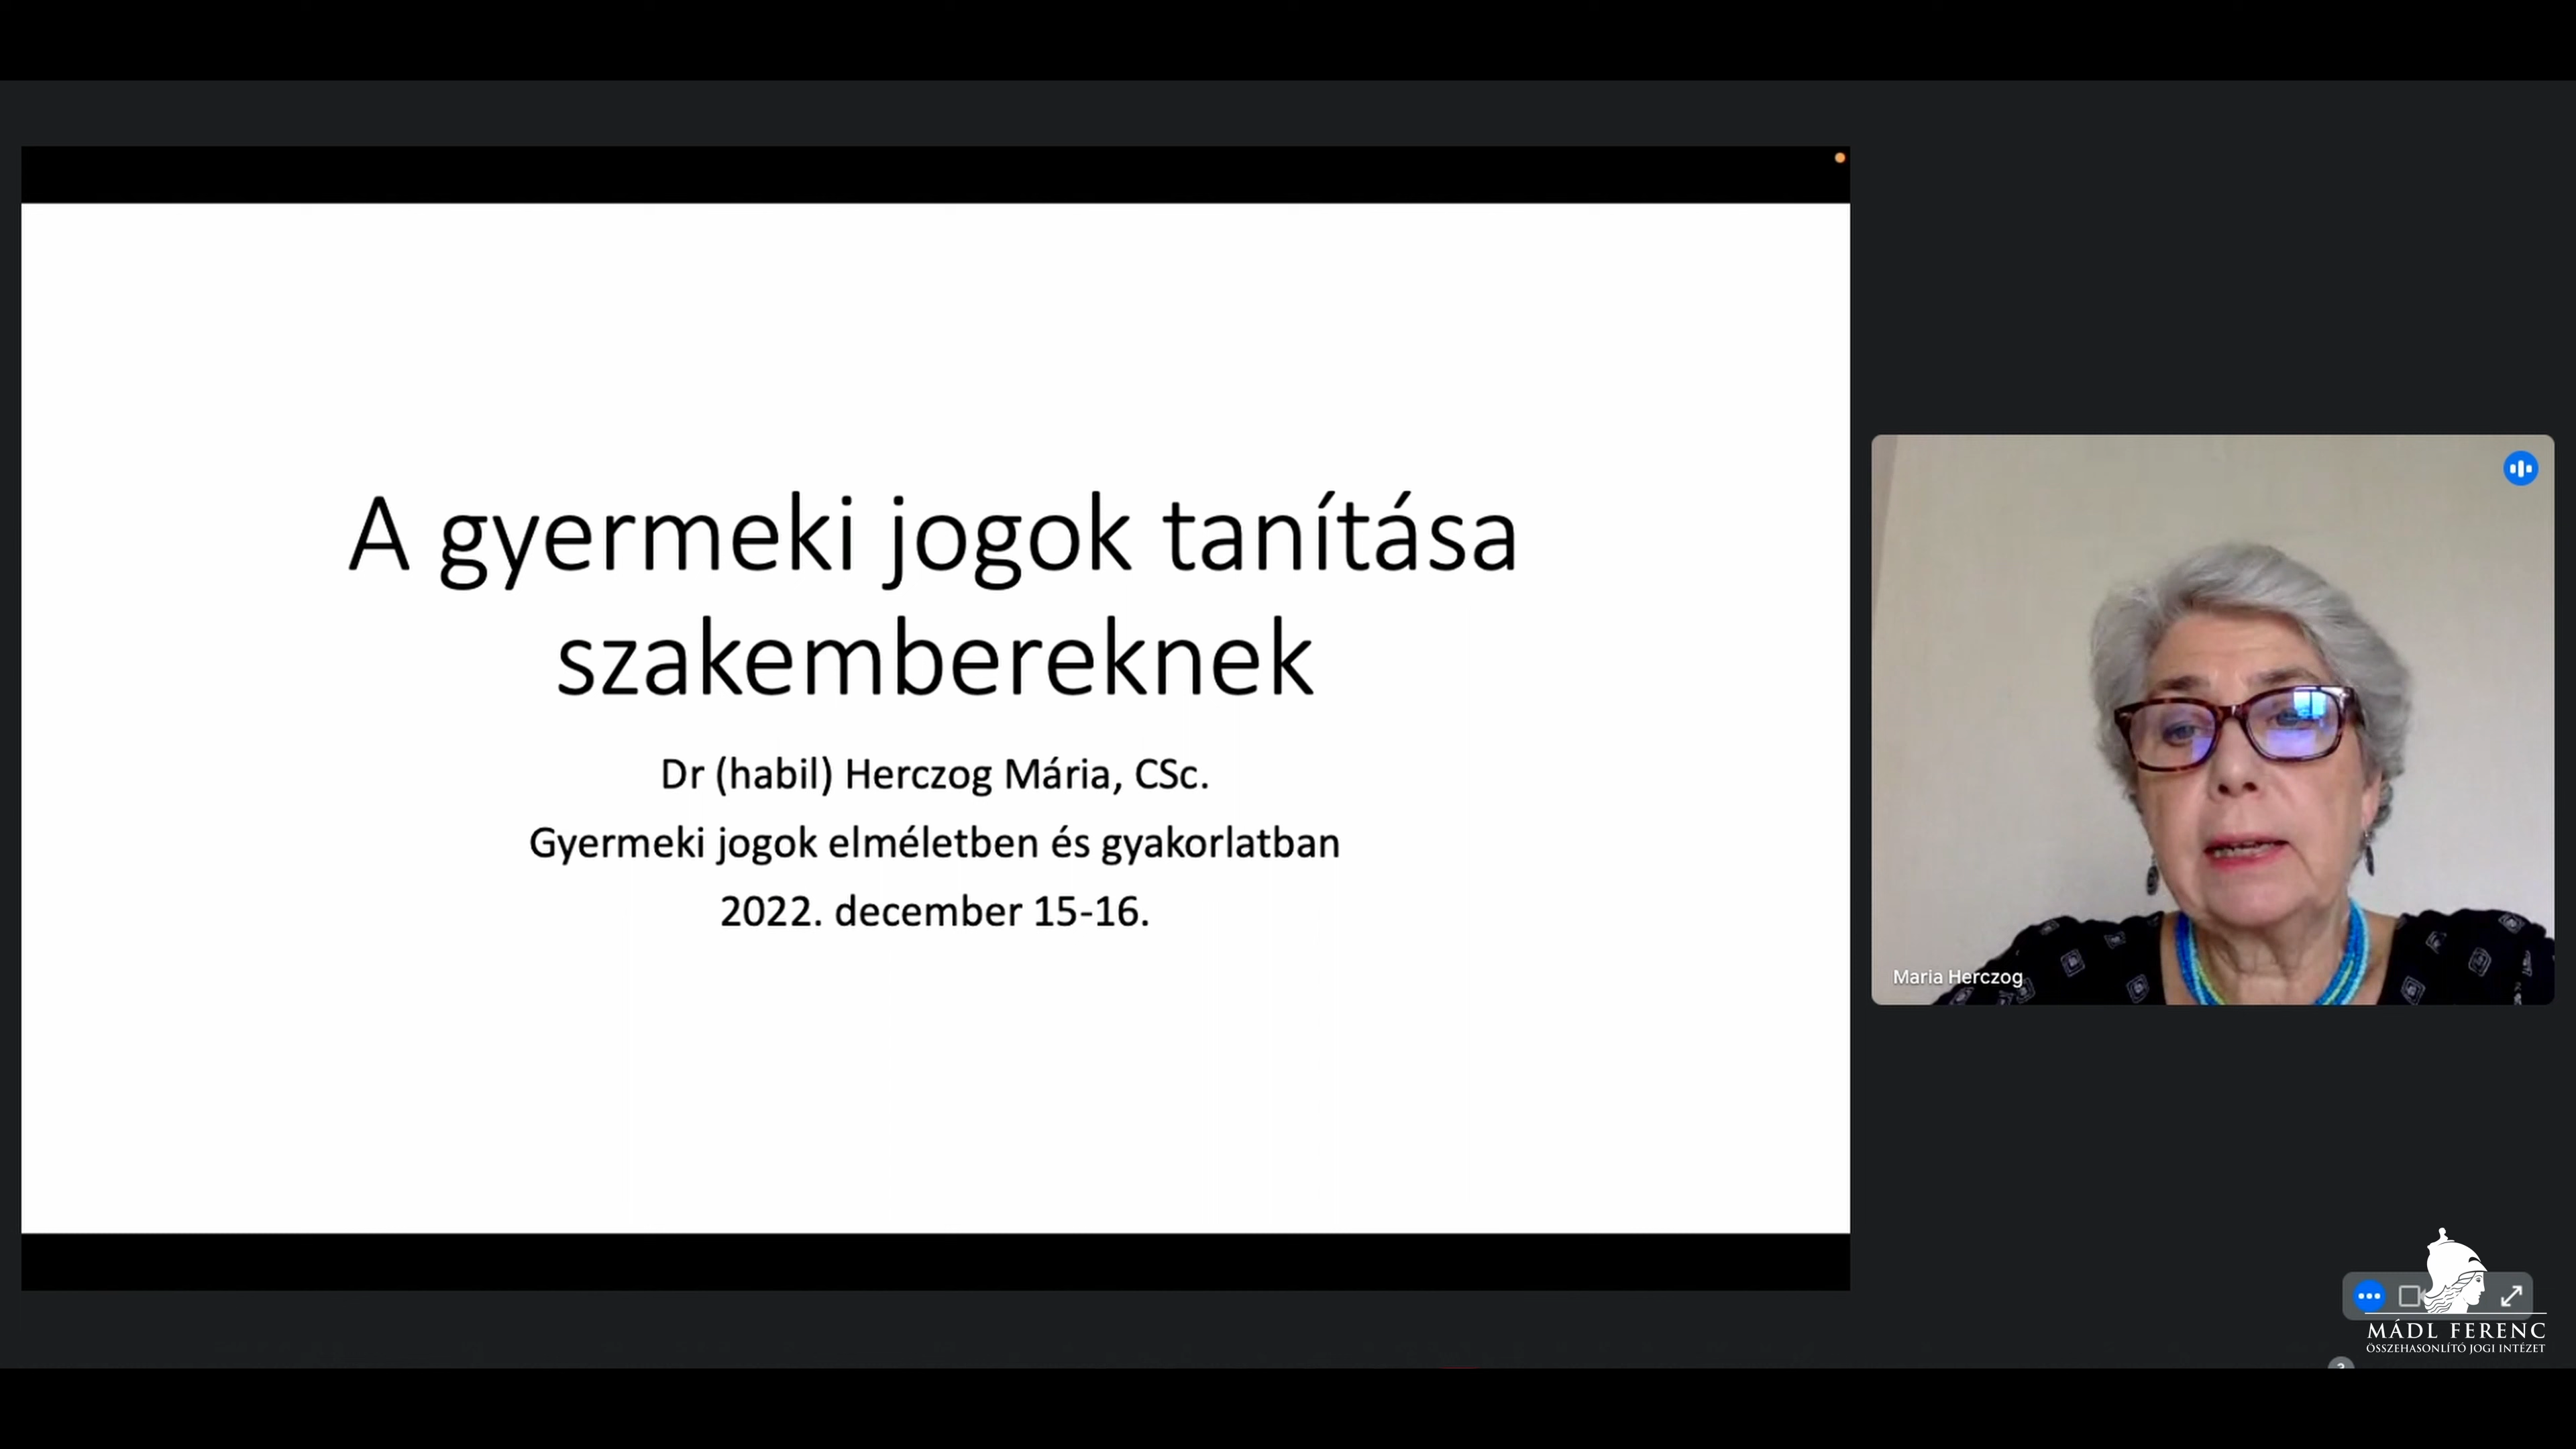 A gyermeki jogok tanítása
szakembereknek
Dr (habil) Herczog Mária, CSc.
Gyermeki jogok elméletben és gyakorlatban
2022. december 15-16.
Maria Herczog
MÁDL FERENC
ÖSSZEHASONLÍTÓ JOGI INTÉZET